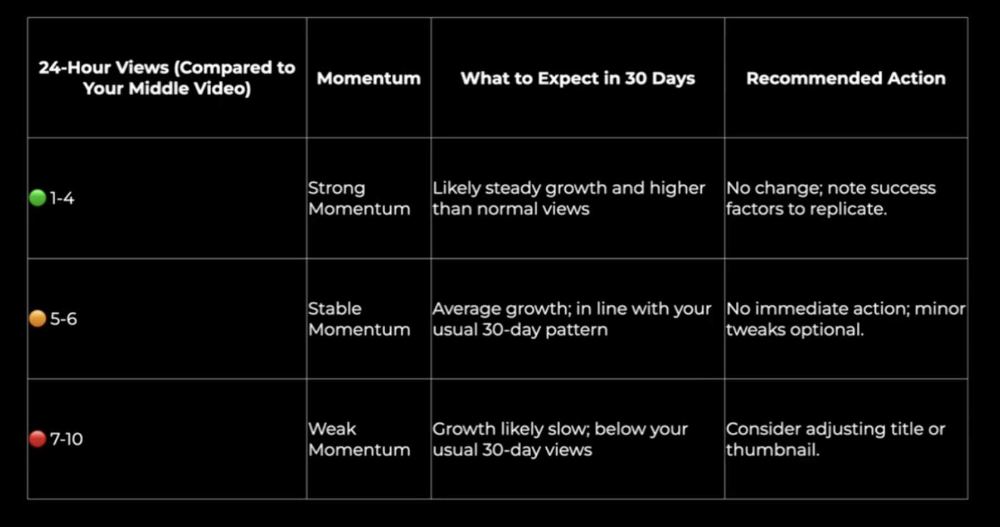 24-Hour Views (Compared to
Your Middle Video)
Momentum
What to Expect in 30 Days
Recommended Action
1-4
Strong
Momentum
Likely steady growth and higher
than normal views
No change; note success
factors to replicate.
5-6
Stable
Momentum
Average growth; in line with your
usual 30-day pattern
No immediate action; minor
tweaks optional.
7-10
Weak
Momentum
Growth likely slow; below your
usual 30-day views
Consider adjusting title or
thumbnail.